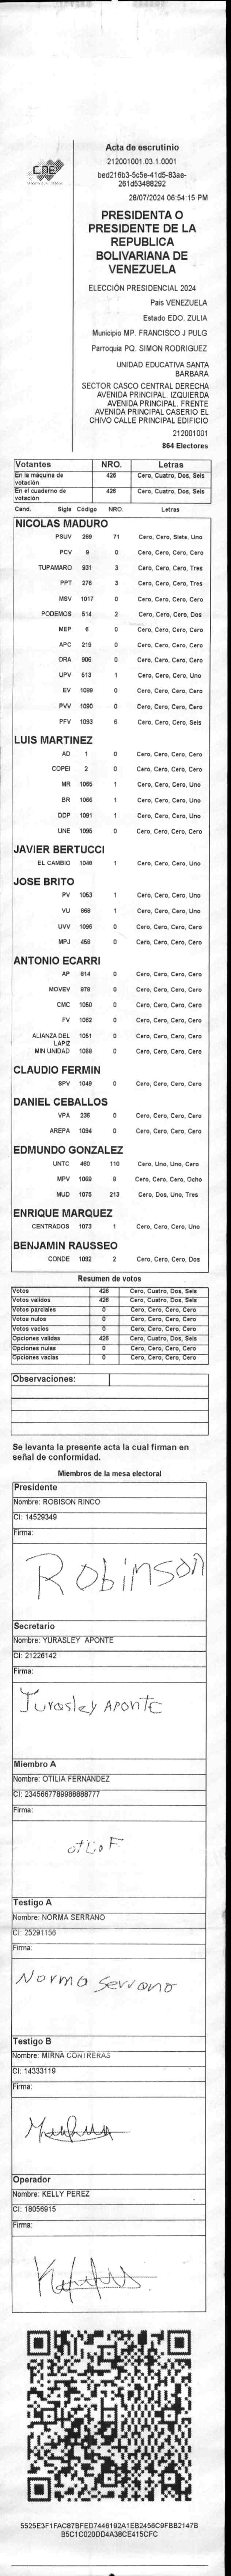 CNE
Acta de escrutinio
212001001.03.1.0001
bed216b3-5c5e-41d5-83ae-
261d53488292
28/07/2024 06:54:15 PM
PRESIDENTA O
PRESIDENTE DE LA
REPUBLICA
BOLIVARIANA DE
VENEZUELA
ELECCIÓN PRESIDENCIAL 2024
Pais VENEZUELA
Estado EDO. ZULIA
Municipio MP. FRANCISCO J PULG
Parroquia PQ. SIMON RODRIGUEZ
UNIDAD EDUCATIVA SANTA
BARBARA
SECTOR CASCO CENTRAL DERECHA
AVENIDA PRINCIPAL. IZQUIERDA
AVENIDA PRINCIPAL. FRENTE
AVENIDA PRINCIPAL CASERIO EL
CHIVO CALLE PRINCIPAL EDIFICIO
212001001
864 Electores
Votantes NRO. Letras
En la máquina de votación 426 Cero, Cuatro, Dos, Seis
En el cuaderno de votación 426 Cero, Cuatro, Dos, Seis
Cand. Sigla Código NRO. Letras
NICOLAS MADURO
PSUV 269 71 Cero, Cero, Siete, Uno
PCV 9 0 Cero, Cero, Cero, Cero
TUPAMARO 931 3 Cero, Cero, Cero, Tres
PPT 276 3 Cero, Cero, Cero, Tres
MSV 1017 0 Cero, Cero, Cero, Cero
PODEMOS 514 2 Cero, Cero, Cero, Dos
MEP 6 0 Cero, Cero, Cero, Cero
APC 219 0 Cero, Cero, Cero, Cero
ORA 906 0 Cero, Cero, Cero, Cero
UPV 513 1 Cero, Cero, Cero, Uno
EV 1089 0 Cero, Cero, Cero, Cero
PVV 1090 0 Cero, Cero, Cero, Cero
PFV 1093 6 Cero, Cero, Cero, Seis
LUIS MARTINEZ
AD 1 0 Cero, Cero, Cero, Cero
COPEI 2 0 Cero, Cero, Cero, Cero
MR 1065 1 Cero, Cero, Cero, Uno
BR 1066 1 Cero, Cero, Cero, Uno
DDP 1091 1 Cero, Cero, Cero, Uno
UNE 1095 0 Cero, Cero, Cero, Cero
JAVIER BERTUCCI
EL CAMBIO 1048 1 Cero, Cero, Cero, Uno
JOSE BRITO
PV 1053 1 Cero, Cero, Cero, Uno
VU 868 1 Cero, Cero, Cero, Uno
UVV 1096 0 Cero, Cero, Cero, Cero
MPJ 458 0 Cero, Cero, Cero, Cero
ANTONIO ECARRI
AP 814 0 Cero, Cero, Cero, Cero
MOVEV 878 0 Cero, Cero, Cero, Cero
CMC 1050 0 Cero, Cero, Cero, Cero
FV 1062 0 Cero, Cero, Cero, Cero
ALIANZA DEL LAPIZ 1051 0 Cero, Cero, Cero, Cero
MIN UNIDAD 1068 0 Cero, Cero, Cero, Cero
CLAUDIO FERMIN
SPV 1049 0 Cero, Cero, Cero, Cero
DANIEL CEBALLOS
VPA 236 0 Cero, Cero, Cero, Cero
AREPA 1094 0 Cero, Cero, Cero, Cero
EDMUNDO GONZALEZ
UNTC 460 110 Cero, Uno, Uno, Cero
MPV 1069 8 Cero, Cero, Cero, Ocho
MUD 1075 213 Cero, Dos, Uno, Tres
ENRIQUE MARQUEZ
CENTRADOS 1073 1 Cero, Cero, Cero, Uno
BENJAMIN RAUSSEO
CONDE 1092 2 Cero, Cero, Cero, Dos
Resumen de votos
Votos 426 Cero, Cuatro, Dos, Seis
Votos validos 426 Cero, Cuatro, Dos, Seis
Votos parciales 0 Cero, Cero, Cero, Cero
Votos nulos 0 Cero, Cero, Cero, Cero
Votos vacios 0 Cero, Cero, Cero, Cero
Opciones validas 426 Cero, Cuatro, Dos, Seis
Opciones nulas 0 Cero, Cero, Cero, Cero
Opciones vacias 0 Cero, Cero, Cero, Cero
Observaciones:
Se levanta la presente acta la cual firman en
señal de conformidad.
Miembros de la mesa electoral
Presidente
Nombre: ROBISON RINCO
CI: 14529349
Firma:
Robinson
Secretario
Nombre: YURASLEY APONTE
CI: 21226142
Firma:
Yurasley Aponte
Miembro A
Nombre: OTILIA FERNANDEZ
CI: 2345667789988888777
Firma:
otilia F
Testigo A
Nombre: NORMA SERRANO
CI: 25291156
Firma:
Norma Serrano
Testigo B
Nombre: MIRNA CONTRERAS
CI: 14333119
Firma:
Operador
Nombre: KELLY PEREZ
CI: 18056915
Firma:
5525E3F1FAC87BFED7446192A1EB2456C9FBB2147B
B5C1C020DD4A38CE415CFC